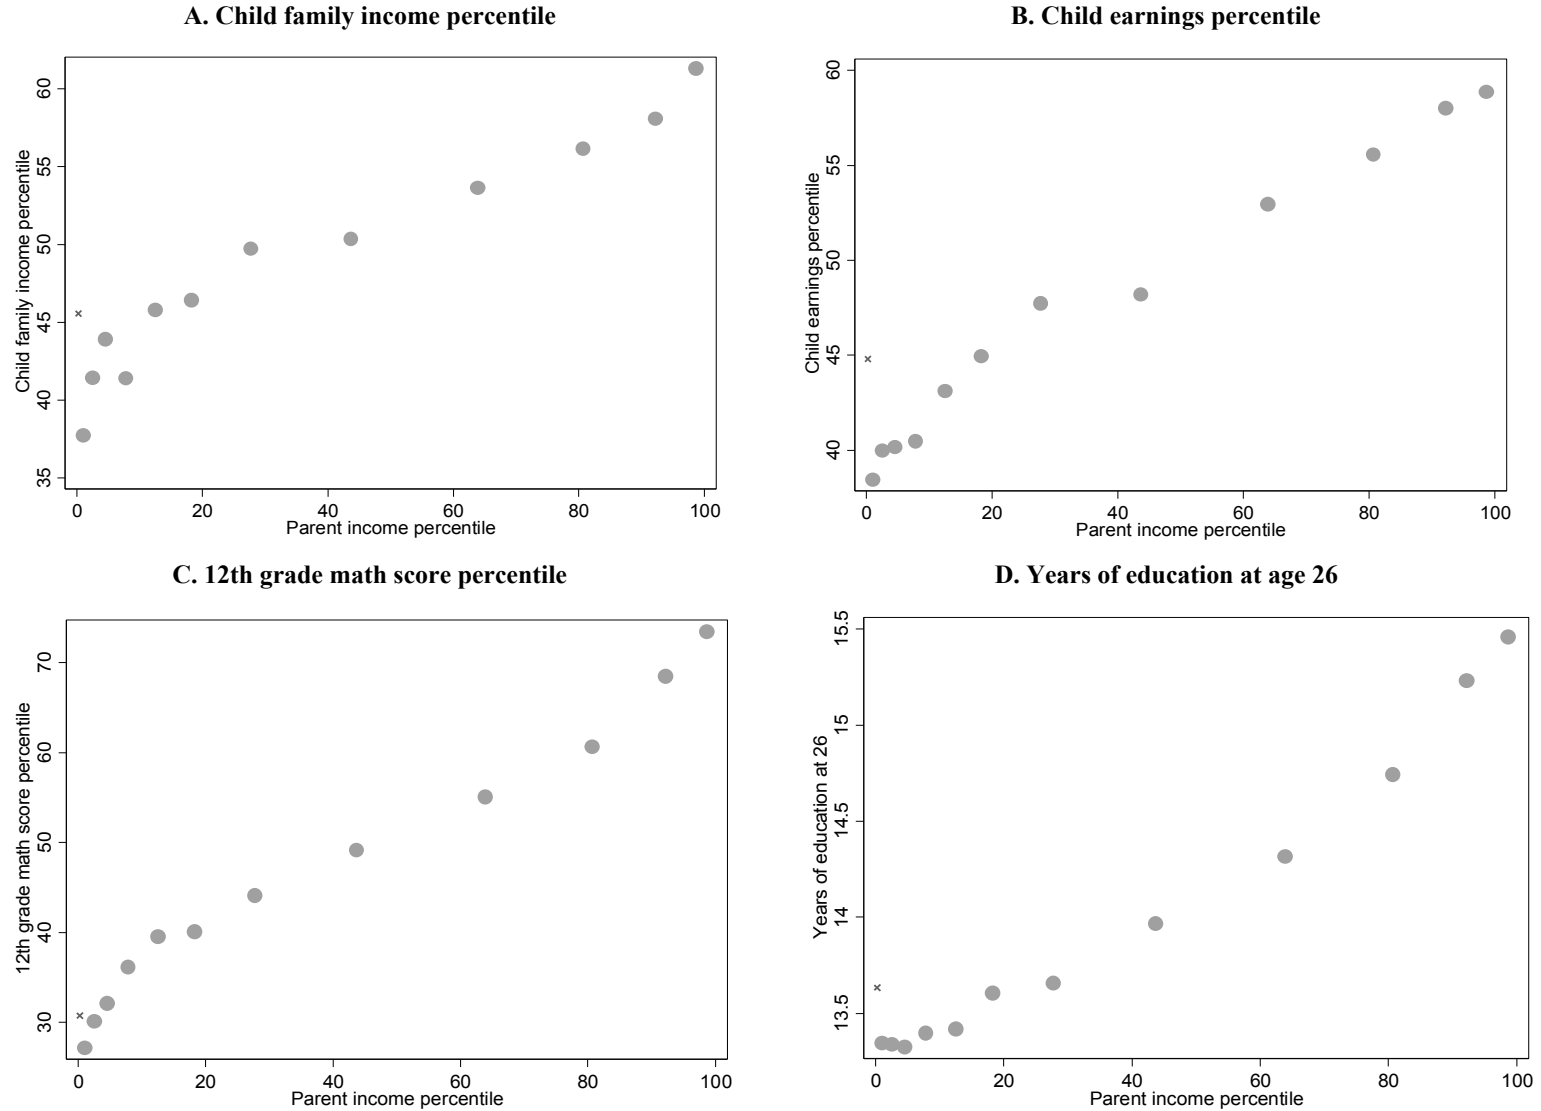 A. Child family income percentile
Child family income percentile
60
55
50
45
40
35
0 20 40 60 80 100
Parent income percentile
B. Child earnings percentile
Child earnings percentile
60
55
50
45
40
0 20 40 60 80 100
Parent income percentile
C. 12th grade math score percentile
12th grade math score percentile
70
60
50
40
30
0 20 40 60 80 100
Parent income percentile
D. Years of education at age 26
Years of education at 26
15.5
15
14.5
14
13.5
0 20 40 60 80 100
Parent income percentile